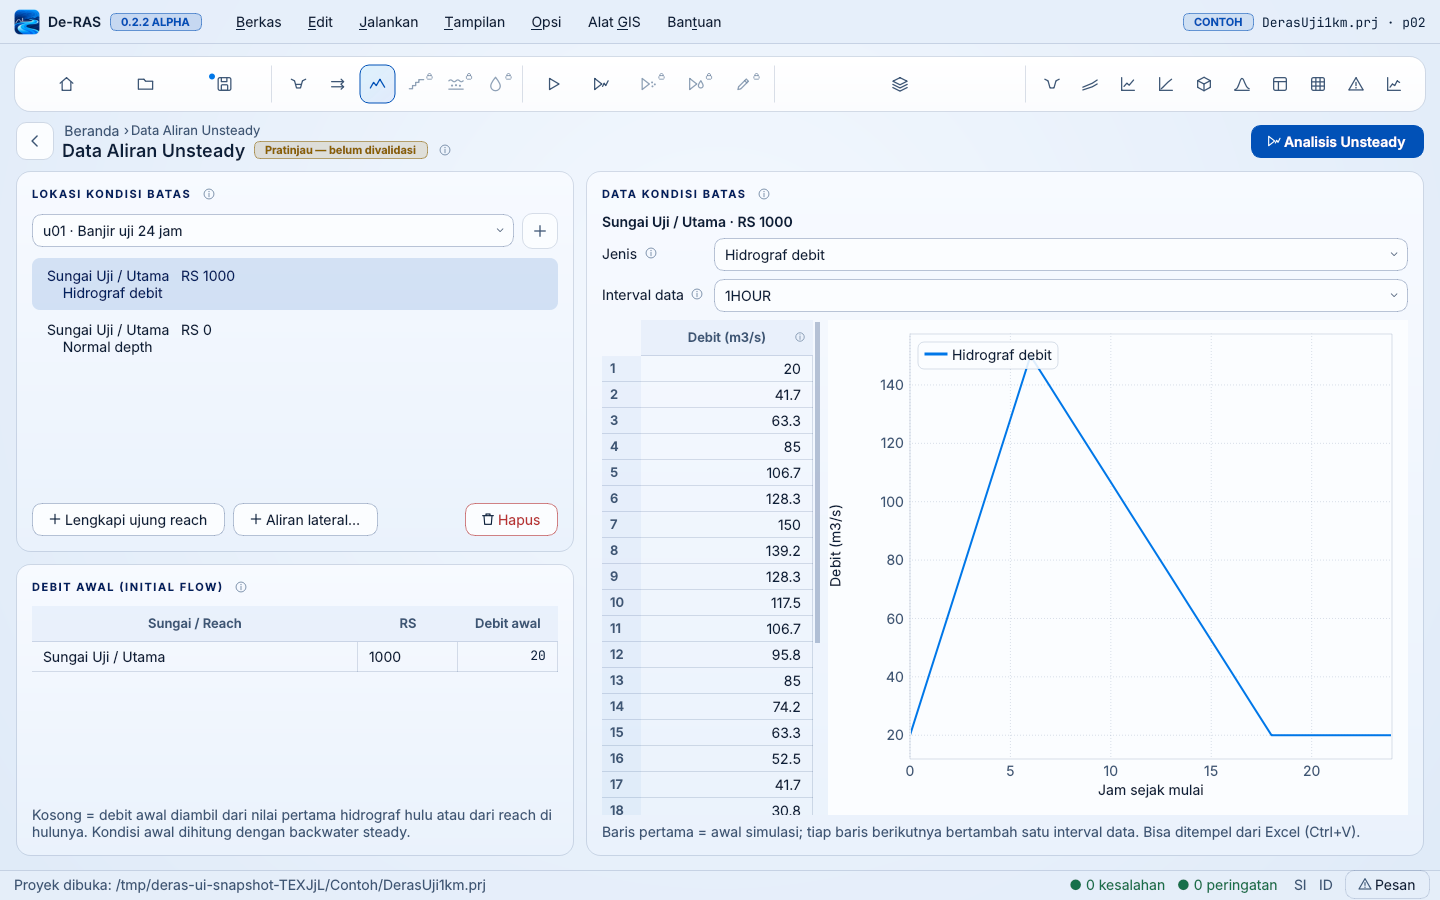 De-RAS 0.2.2 ALPHA Berkas Edit Jalankan Tampilan Opsi Alat GIS Bantuan CONTOH DerasUji1km.prj · p02
Beranda › Data Aliran Unsteady
Data Aliran Unsteady Pratinjau — belum divalidasi
Analisis Unsteady
LOKASI KONDISI BATAS
u01 · Banjir uji 24 jam
Sungai Uji / Utama RS 1000
Hidrograf debit
Sungai Uji / Utama RS 0
Normal depth
+ Lengkapi ujung reach + Aliran lateral... Hapus
DEBIT AWAL (INITIAL FLOW)
Sungai / Reach RS Debit awal
Sungai Uji / Utama 1000 20
Kosong = debit awal diambil dari nilai pertama hidrograf hulu atau dari reach di
hulunya. Kondisi awal dihitung dengan backwater steady.
DATA KONDISI BATAS
Sungai Uji / Utama · RS 1000
Jenis Hidrograf debit
Interval data 1HOUR
Debit (m3/s)
1 20
2 41.7
3 63.3
4 85
5 106.7
6 128.3
7 150
8 139.2
9 128.3
10 117.5
11 106.7
12 95.8
13 85
14 74.2
15 63.3
16 52.5
17 41.7
18 30.8
Hidrograf debit
140
120
100
80
60
40
20
Debit (m3/s)
0 5 10 15 20
Jam sejak mulai
Baris pertama = awal simulasi; tiap baris berikutnya bertambah satu interval data. Bisa ditempel dari Excel (Ctrl+V).
Proyek dibuka: /tmp/deras-ui-snapshot-TEXJjL/Contoh/DerasUji1km.prj 0 kesalahan 0 peringatan SI ID Pesan